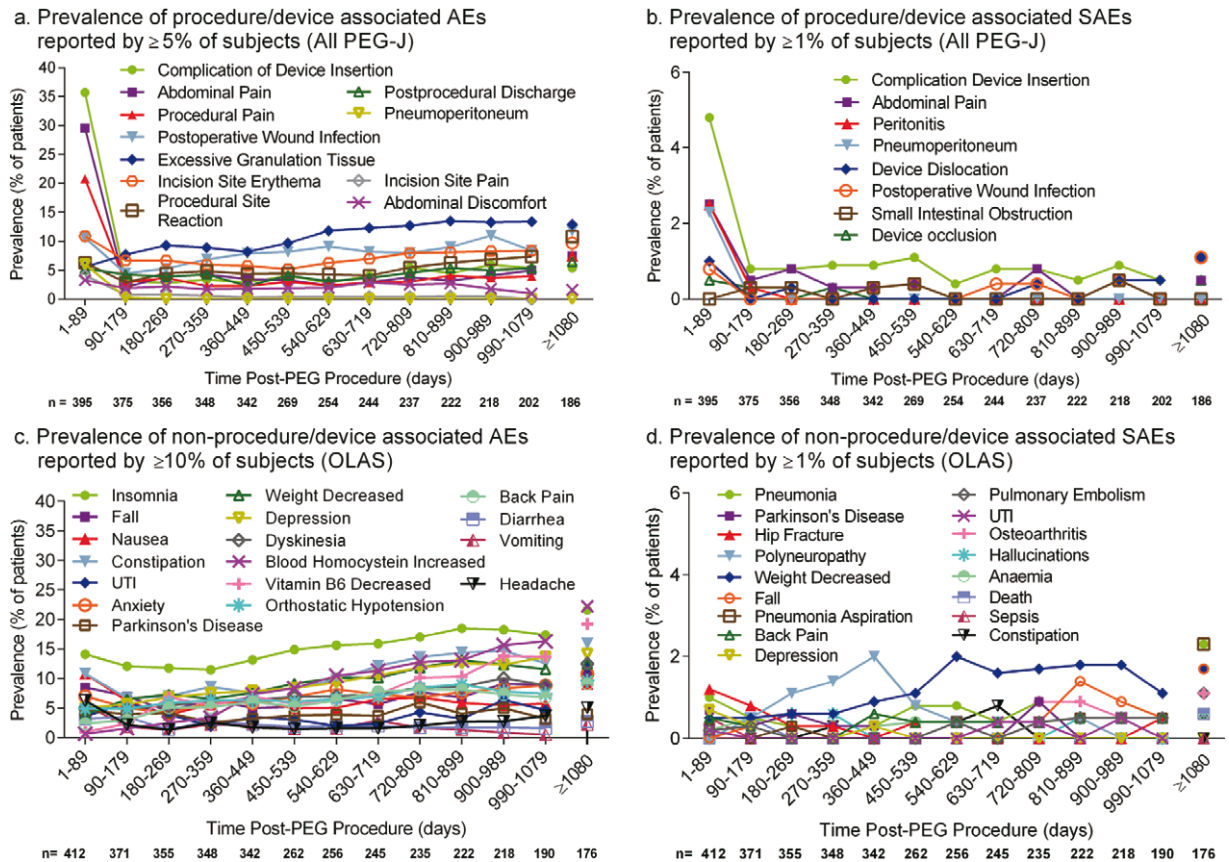 a. Prevalence of procedure/device associated AEs
reported by ≥5% of subjects (All PEG-J)
Prevalence (% of patients)
40
35
30
25
20
15
10
5
0
Complication of Device Insertion
Abdominal Pain
Procedural Pain
Postoperative Wound Infection
Excessive Granulation Tissue
Incision Site Erythema
Procedural Site
Reaction
Postprocedural Discharge
Pneumoperitoneum
Incision Site Pain
Abdominal Discomfort
1-89 90-179 180-269 270-359 360-449 450-539 540-629 630-719 720-809 810-899 900-989 990-1079 ≥1080
Time Post-PEG Procedure (days)
n = 395 375 356 348 342 269 254 244 237 222 218 202 186
b. Prevalence of procedure/device associated SAEs
reported by ≥1% of subjects (All PEG-J)
Prevalence (% of patients)
6
4
2
0
Complication Device Insertion
Abdominal Pain
Peritonitis
Pneumoperitoneum
Device Dislocation
Postoperative Wound Infection
Small Intestinal Obstruction
Device occlusion
1-89 90-179 180-269 270-359 360-449 450-539 540-629 630-719 720-809 810-899 900-989 990-1079 ≥1080
Time Post-PEG Procedure (days)
n = 395 375 356 348 342 269 254 244 237 222 218 202 186
c. Prevalence of non-procedure/device associated AEs
reported by ≥10% of subjects (OLAS)
Prevalence (% of patients)
40
35
30
25
20
15
10
5
0
Insomnia
Fall
Nausea
Constipation
UTI
Anxiety
Parkinson's Disease
Weight Decreased
Depression
Dyskinesia
Blood Homocystein Increased
Vitamin B6 Decreased
Orthostatic Hypotension
Back Pain
Diarrhea
Vomiting
Headache
1-89 90-179 180-269 270-359 360-449 450-539 540-629 630-719 720-809 810-899 900-989 990-1079 ≥1080
Time Post-PEG Procedure (days)
n= 412 371 355 348 342 262 256 245 235 222 218 190 176
d. Prevalence of non-procedure/device associated SAEs
reported by ≥1% of subjects (OLAS)
Prevalence (% of patients)
6
4
2
0
Pneumonia
Parkinson's Disease
Hip Fracture
Polyneuropathy
Weight Decreased
Fall
Pneumonia Aspiration
Back Pain
Depression
Pulmonary Embolism
UTI
Osteoarthritis
Hallucinations
Anaemia
Death
Sepsis
Constipation
1-89 90-179 180-269 270-359 360-449 450-539 540-629 630-719 720-809 810-899 900-989 990-1079 ≥1080
Time Post-PEG Procedure (days)
n= 412 371 355 348 342 262 256 245 235 222 218 190 176